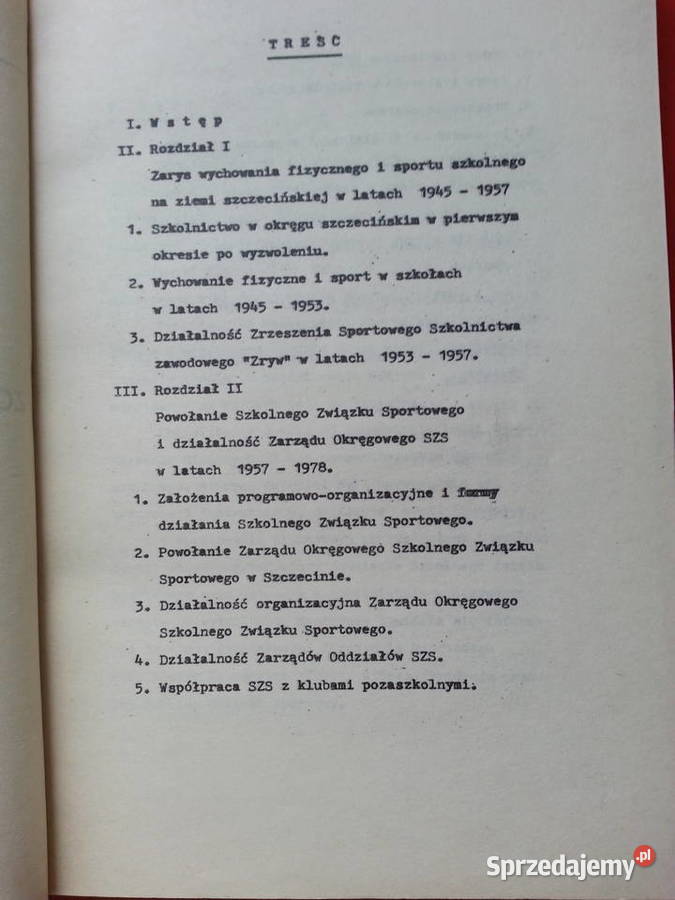 TREŚĆ
I. Wstęp
II. Rozdział I
Zarys wychowania fizycznego i sportu szkolnego
na ziemi szczecińskiej w latach 1945 - 1957
1. Szkolnictwo w okręgu szczecińskim w pierwszym
okresie po wyzwoleniu.
2. Wychowanie fizyczne i sport w szkołach
w latach 1945 - 1953.
3. Działalność Zrzeszenia Sportowego Szkolnictwa
zawodowego "Zryw" w latach 1953 - 1957.
III. Rozdział II
Powołanie Szkolnego Związku Sportowego
i działalność Zarządu Okręgowego SZS
w latach 1957 - 1978.
1. Założenia programowo-organizacyjne i formy
działania Szkolnego Związku Sportowego.
2. Powołanie Zarządu Okręgowego Szkolnego Związku
Sportowego w Szczecinie.
3. Działalność organizacyjna Zarządu Okręgowego
Szkolnego Związku Sportowego.
4. Działalność Zarządów Oddziałów SZS.
5. Współpraca SZS z klubami pozaszkolnymi.
Sprzedajemy.pl